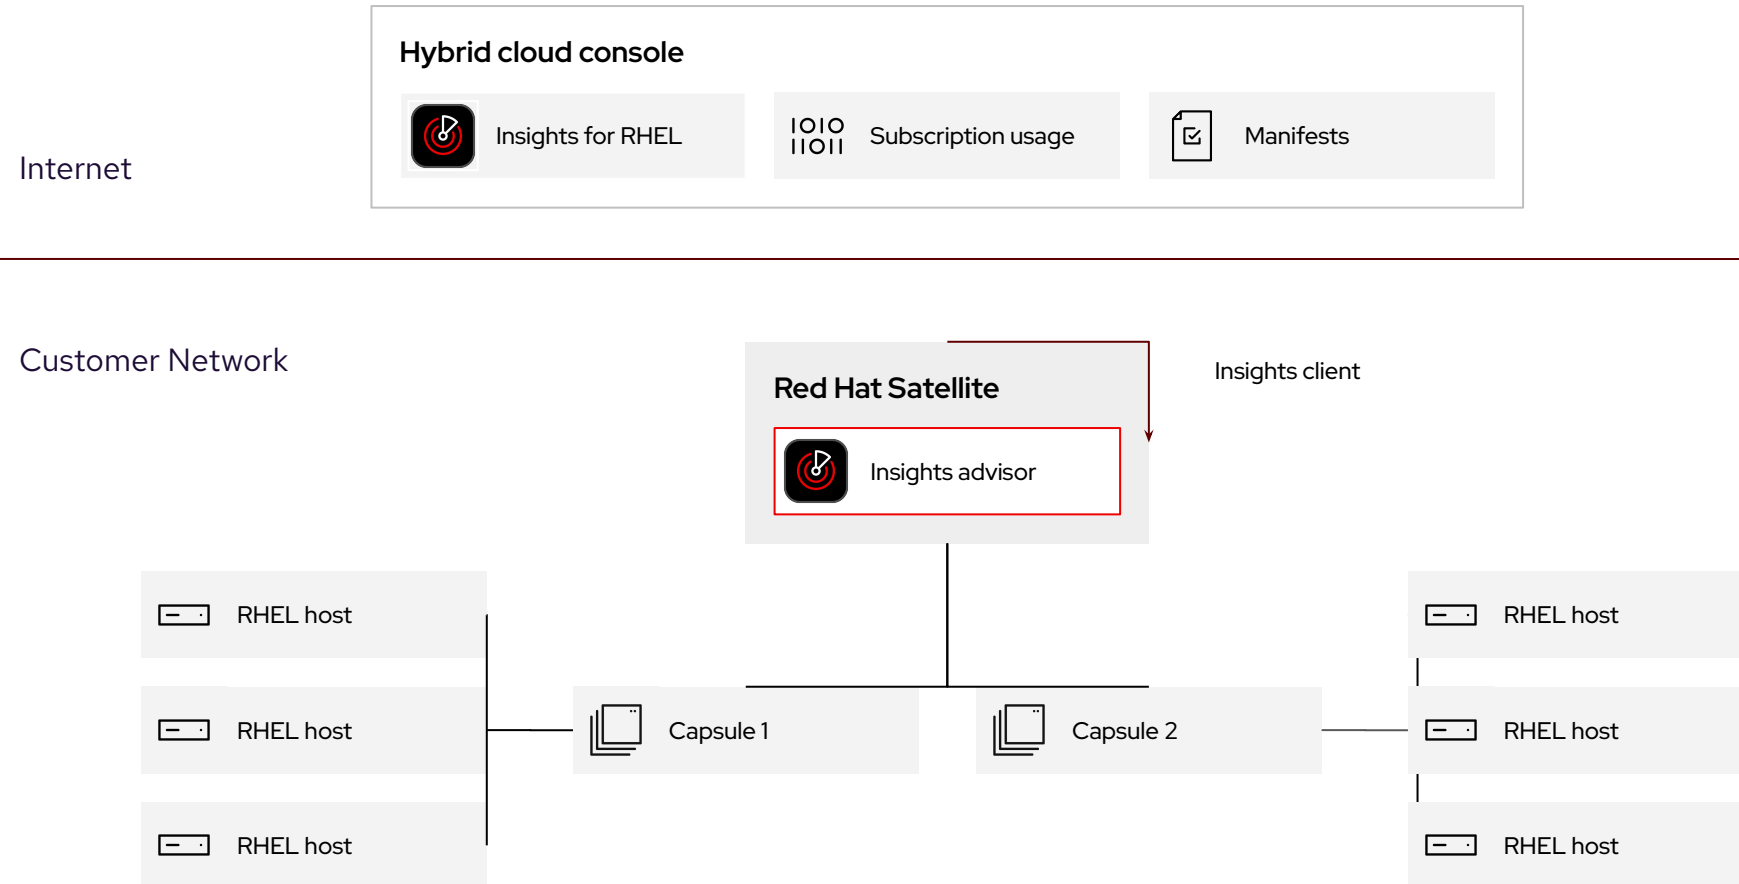 Hybrid cloud console
Insights for RHEL
1010
11011
Subscription usage
Manifests
Internet
Customer Network
Red Hat Satellite
Insights client
Insights advisor
RHEL host
RHEL host
RHEL host
Capsule 1
Capsule 2
RHEL host
RHEL host
RHEL host